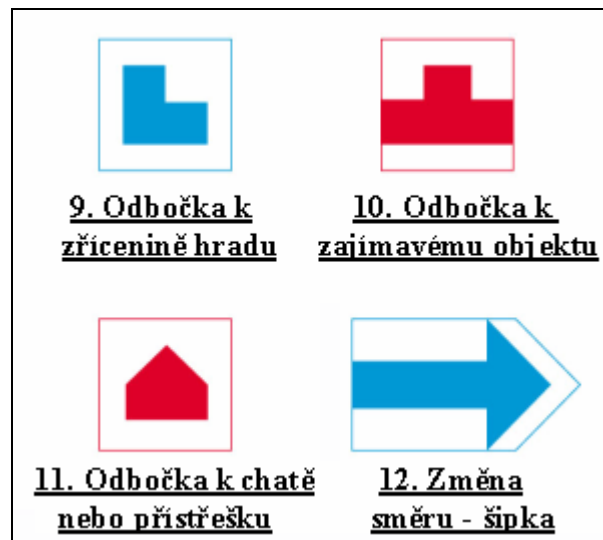 9. Odbočka k
zřícenině hradu
10. Odbočka k
zajímavému objektu
11. Odbočka k chatě
nebo přístřešku
12. Změna
směru - šipka